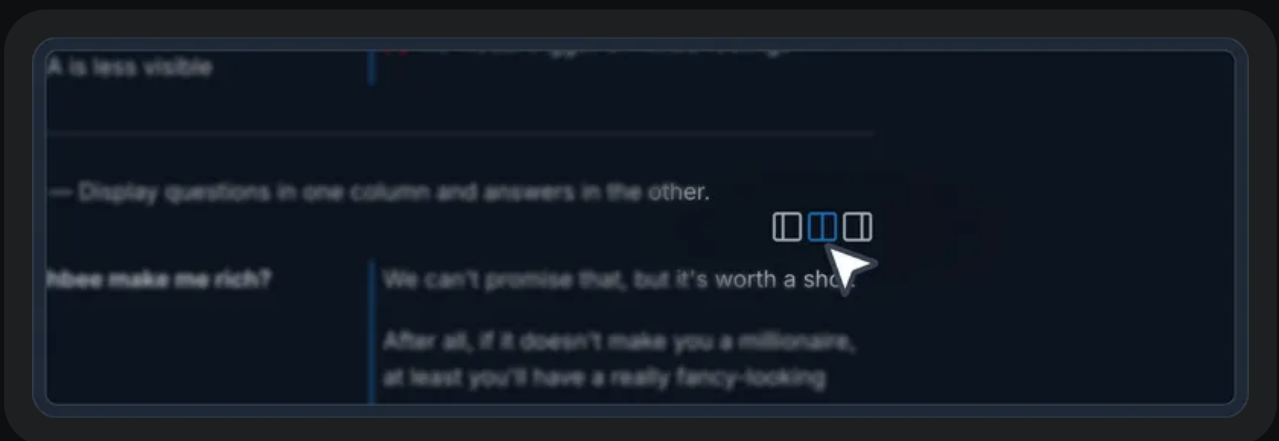 A is less visible
— Display questions in one column and answers in the other.
hbee make me rich?
We can't promise that, but it's worth a sho
After all, if it doesn't make you a millionaire,
at least you'll have a really fancy-looking